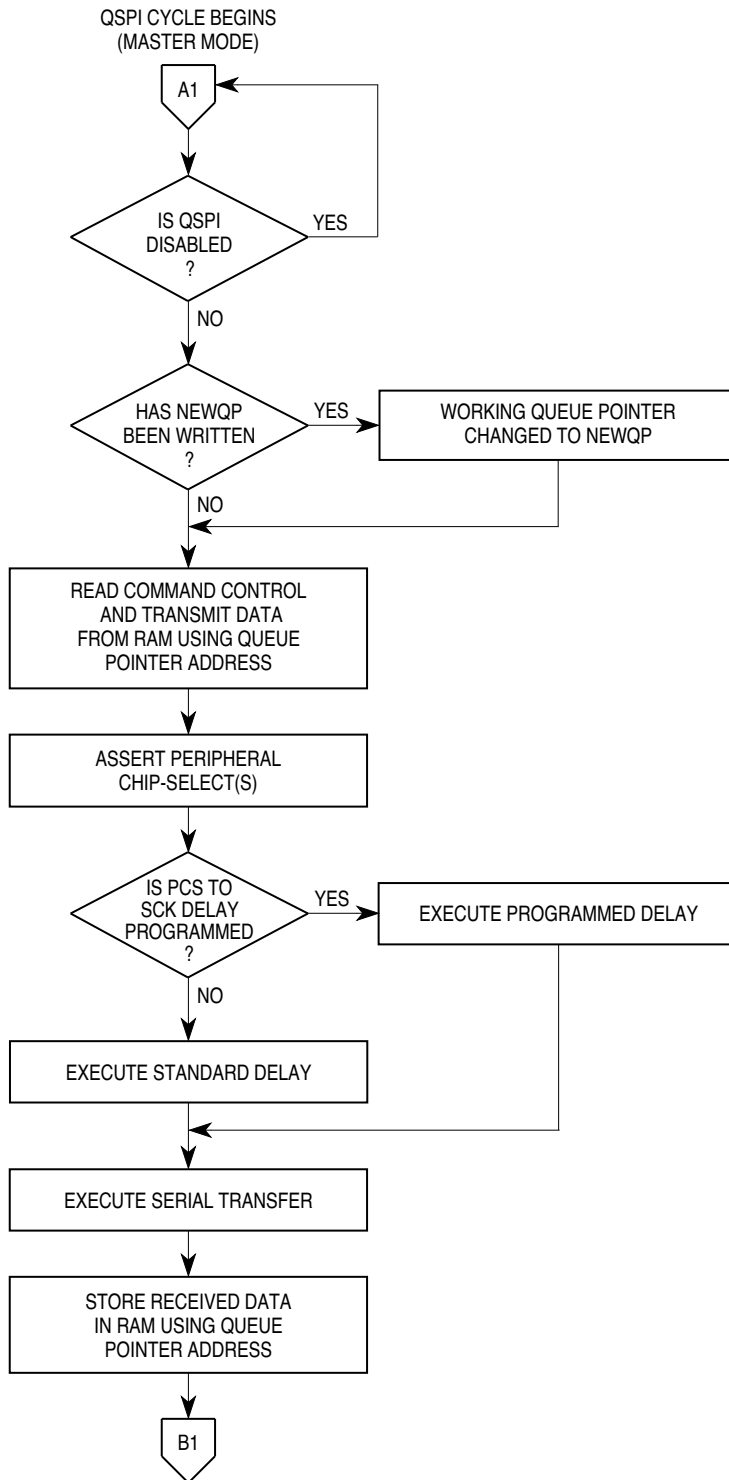 QSPI CYCLE BEGINS
(MASTER MODE)
A1
IS QSPI
DISABLED
?
YES
NO
HAS NEWQP
BEEN WRITTEN
?
YES
WORKING QUEUE POINTER
CHANGED TO NEWQP
NO
READ COMMAND CONTROL
AND TRANSMIT DATA
FROM RAM USING QUEUE
POINTER ADDRESS
ASSERT PERIPHERAL
CHIP-SELECT(S)
IS PCS TO
SCK DELAY
PROGRAMMED
?
YES
EXECUTE PROGRAMMED DELAY
NO
EXECUTE STANDARD DELAY
EXECUTE SERIAL TRANSFER
STORE RECEIVED DATA
IN RAM USING QUEUE
POINTER ADDRESS
B1